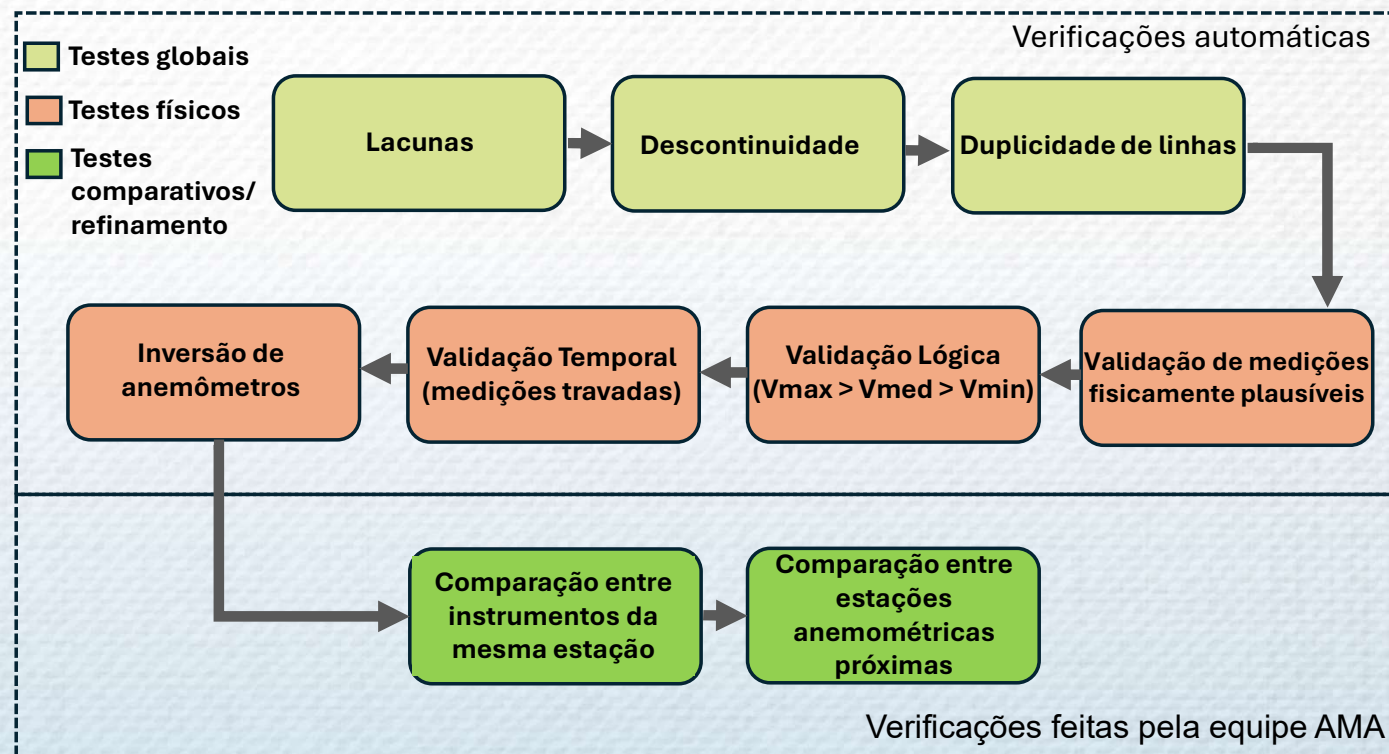 Verificações automáticas
Testes globais
Testes físicos
Testes
comparativos/
refinamento
Lacunas
Descontinuidade
Duplicidade de linhas
Inversão de
anemômetros
Validação Temporal
(medições travadas)
Validação Lógica
(Vmax > Vmed > Vmin)
Validação de medições
fisicamente plausíveis
Comparação entre
instrumentos da
mesma estação
Comparação entre
estações
anemométricas
próximas
Verificações feitas pela equipe AMA